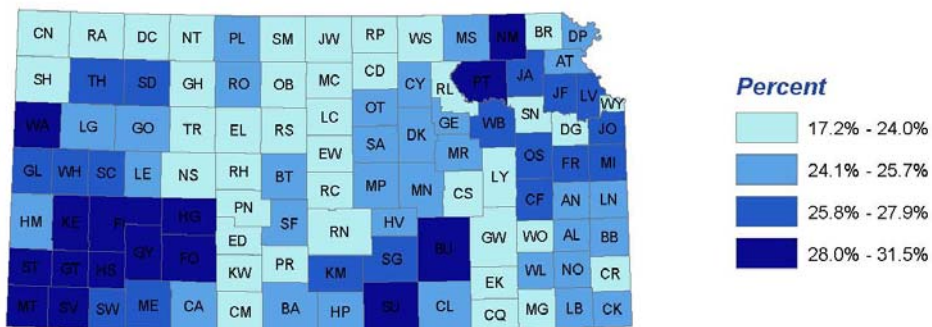 CN RA DC NT PL SM JW RP WS MS NM BR DP
SH TH SD GH RO OB MC CD CY RL PT JA AT
JF LV WY
WA LG GO TR EL RS LC OT DK GE WB SN DG JO
EW SA MR
GL WH SC LE NS RH BT RC MP MN CS LY OS FR MI
HM KE FI HG PN SF RN HV BU GW CF AN LN
ST GT HS GY FO ED PR SG WO AL BB
KW KM EK WL NO CR
MT SV SW ME CA CM BA HP SU CL CQ MG LB CK
Percent
17.2% - 24.0%
24.1% - 25.7%
25.8% - 27.9%
28.0% - 31.5%